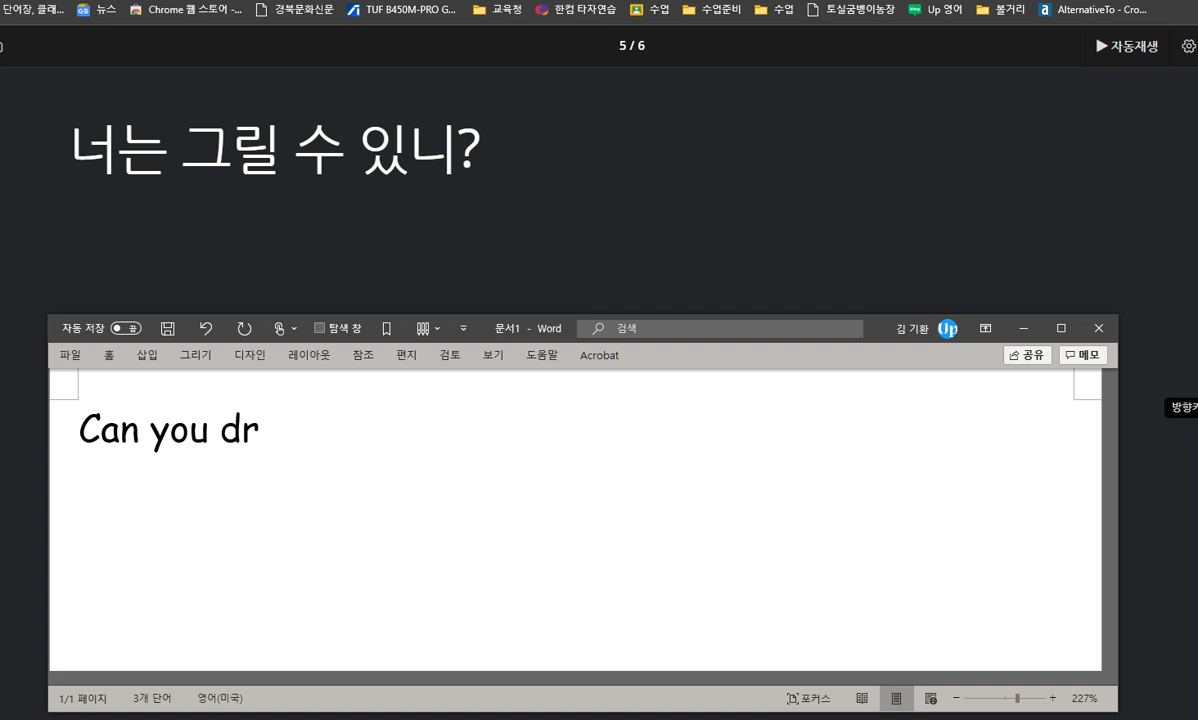 단어장, 클래... 뉴스 Chrome 웹 스토어 -... 경북문화신문 TUF B450M-PRO G... 교육청 한컴 타자연습 수업 수업준비 수업 토실굼벵이농장 Up 영어 볼거리 AlternativeTo - Cro...
5 / 6
▶자동재생
너는 그릴 수 있니?
자동 저장 끔 탐색 창 문서1 - Word 검색 김 기환 Up
파일 홈 삽입 그리기 디자인 레이아웃 참조 편지 검토 보기 도움말 Acrobat 공유 메모
방향키
Can you dr
1/1 페이지 3개 단어 영어(미국) 포커스 − + 227%